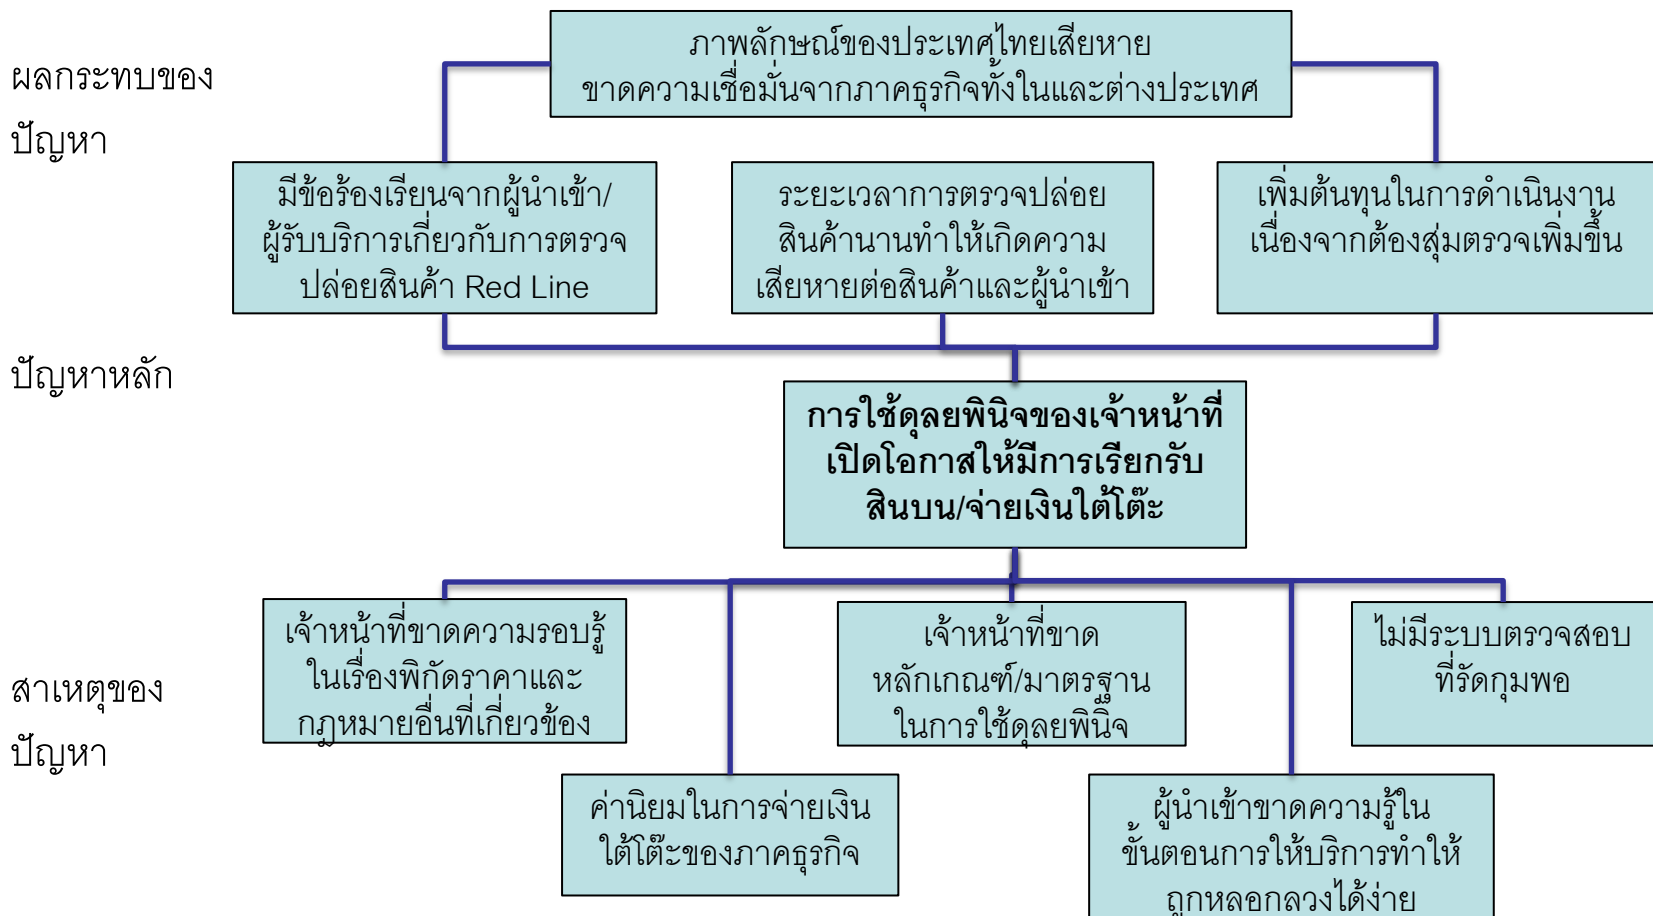 ภาพลักษณ์ของประเทศไทยเสียหาย
ขาดความเชื่อมั่นจากภาคธุรกิจทั้งในและต่างประเทศ
ผลกระทบของ
ปัญหา
มีข้อร้องเรียนจากผู้นำเข้า/
ผู้รับบริการเกี่ยวกับการตรวจ
ปล่อยสินค้า Red Line
ระยะเวลาการตรวจปล่อย
สินค้านานทำให้เกิดความ
เสียหายต่อสินค้าและผู้นำเข้า
เพิ่มต้นทุนในการดำเนินงาน
เนื่องจากต้องสุ่มตรวจเพิ่มขึ้น
ปัญหาหลัก
การใช้ดุลยพินิจของเจ้าหน้าที่
เปิดโอกาสให้มีการเรียกรับ
สินบน/จ่ายเงินใต้โต๊ะ
สาเหตุของ
ปัญหา
เจ้าหน้าที่ขาดความรอบรู้
ในเรื่องพิกัดราคาและ
กฎหมายอื่นที่เกี่ยวข้อง
เจ้าหน้าที่ขาด
หลักเกณฑ์/มาตรฐาน
ในการใช้ดุลยพินิจ
ไม่มีระบบตรวจสอบ
ที่รัดกุมพอ
ค่านิยมในการจ่ายเงิน
ใต้โต๊ะของภาคธุรกิจ
ผู้นำเข้าขาดความรู้ใน
ขั้นตอนการให้บริการทำให้
ถูกหลอกลวงได้ง่าย